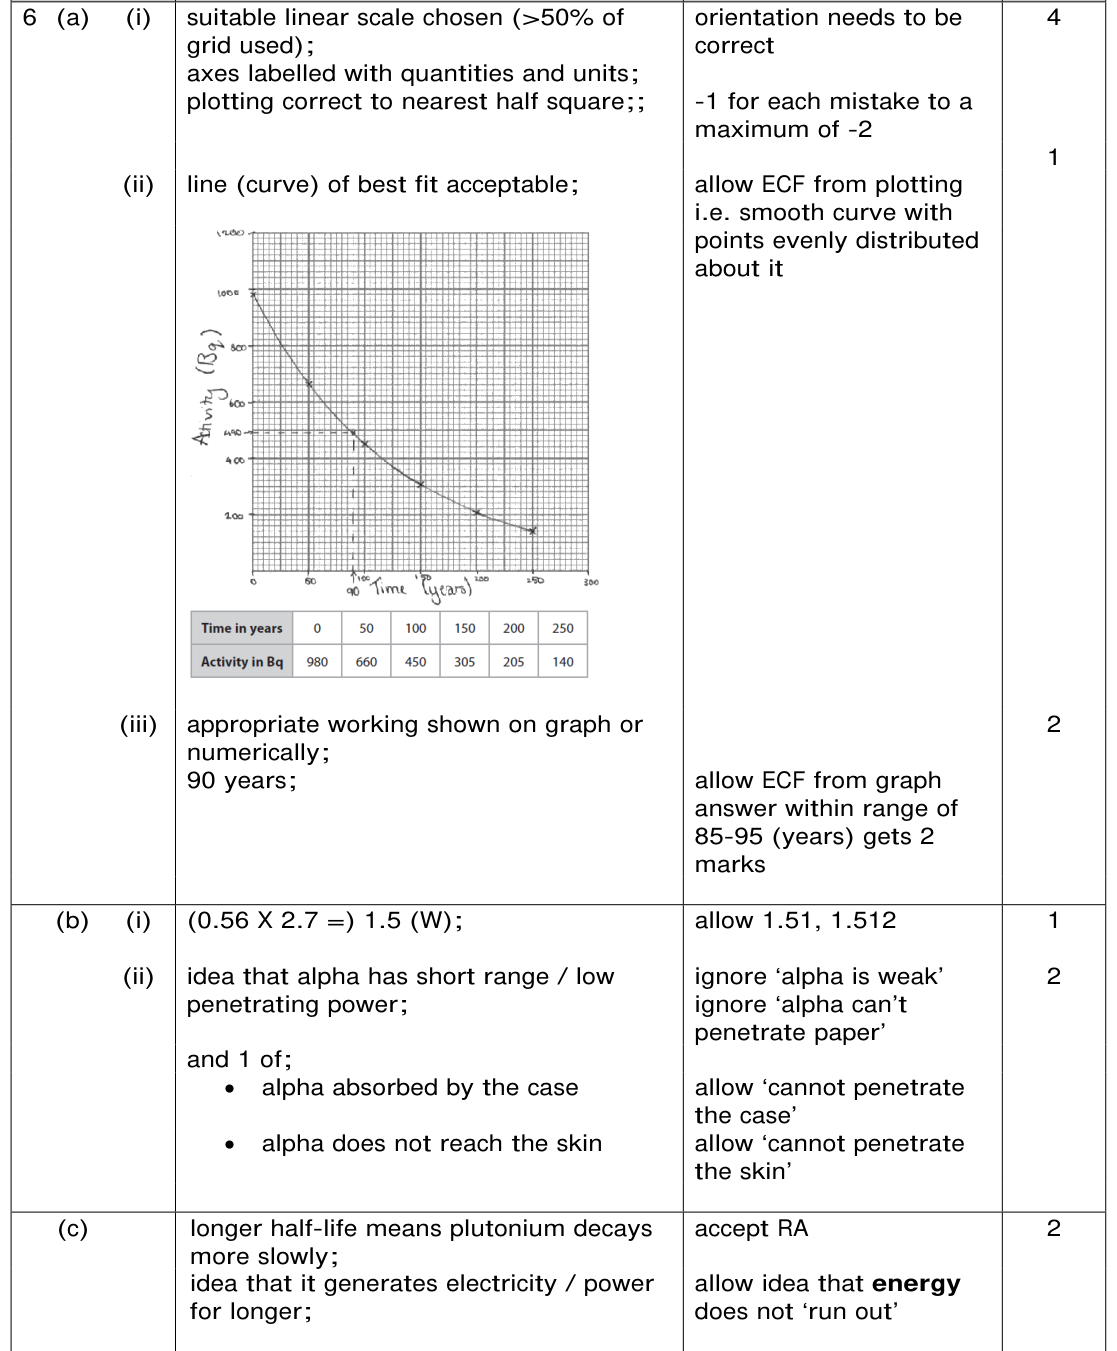 6 (a) (i) suitable linear scale chosen (>50% of orientation needs to be 4
grid used); correct
axes labelled with quantities and units;
plotting correct to nearest half square;; -1 for each mistake to a
maximum of -2
1
(ii) line (curve) of best fit acceptable; allow ECF from plotting
i.e. smooth curve with
points evenly distributed
about it
1200
1000
800
600
490
400
200
Activity (Bq)
0 50 100 150 200 250 300
90 Time (years)
Time in years 0 50 100 150 200 250
Activity in Bq 980 660 450 305 205 140
(iii) appropriate working shown on graph or 2
numerically;
90 years; allow ECF from graph
answer within range of
85-95 (years) gets 2
marks
(b) (i) (0.56 X 2.7 =) 1.5 (W); allow 1.51, 1.512 1
(ii) idea that alpha has short range / low ignore ‘alpha is weak’ 2
penetrating power; ignore ‘alpha can’t
penetrate paper’
and 1 of;
• alpha absorbed by the case allow ‘cannot penetrate
the case’
• alpha does not reach the skin allow ‘cannot penetrate
the skin’
(c) longer half-life means plutonium decays accept RA 2
more slowly;
idea that it generates electricity / power allow idea that energy
for longer; does not ‘run out’